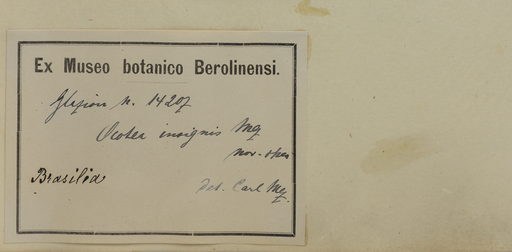 Ex Museo botanico Berolinensi.
Glaziou n. 14207
Ocotea insignis Mez
nov. spec.
Brasilia
det. Carl Mez.